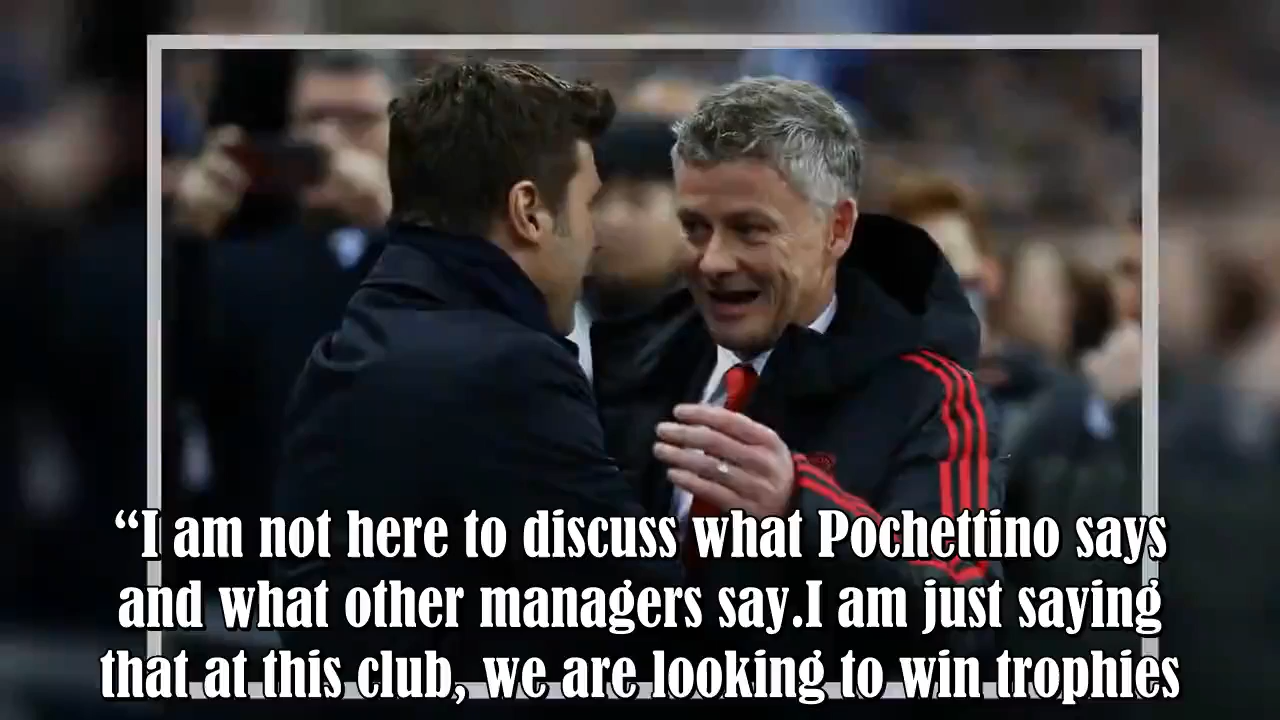 “I am not here to discuss what Pochettino says
and what other managers say.I am just saying
that at this club, we are looking to win trophies